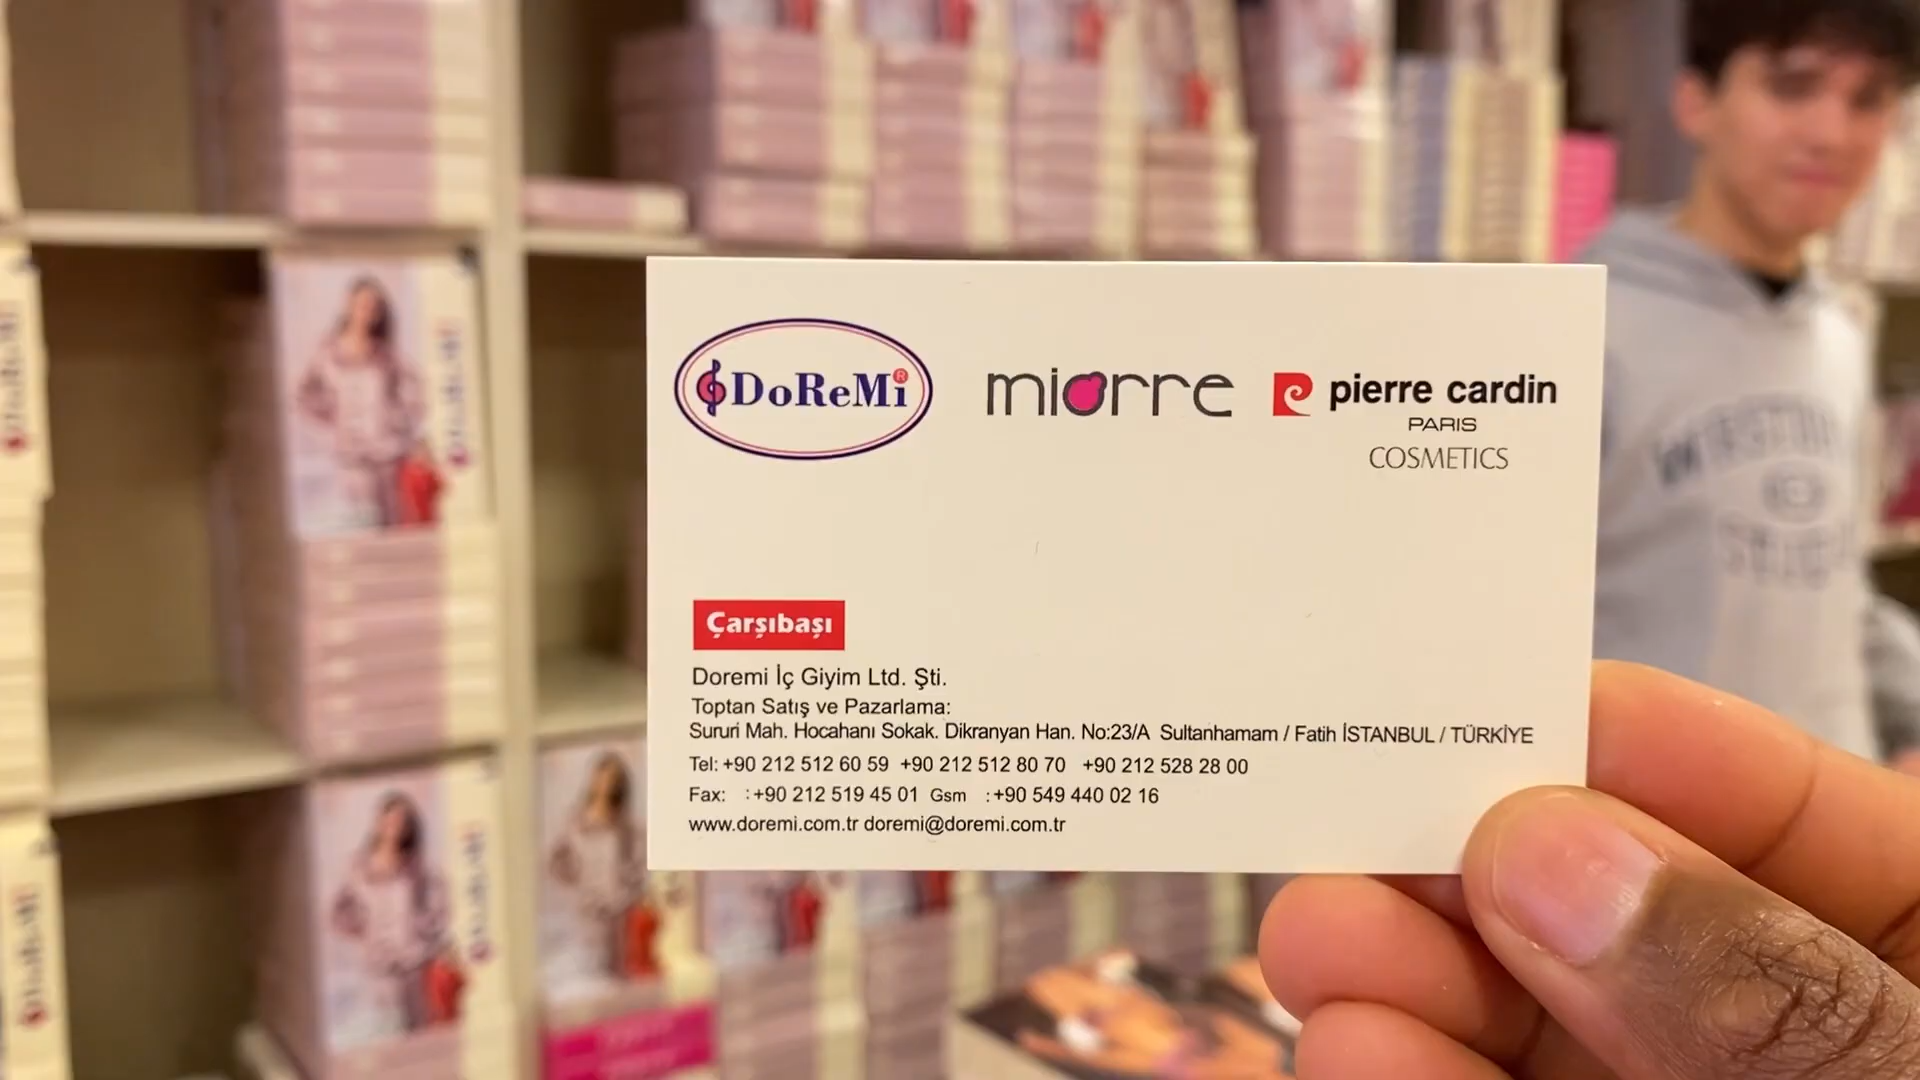 DoReMi®
miorre
pierre cardin
PARIS
COSMETICS
Çarşıbaşı
Doremi İç Giyim Ltd. Şti.
Toptan Satış ve Pazarlama:
Sururi Mah. Hocahanı Sokak. Dikranyan Han. No:23/A Sultanhamam / Fatih İSTANBUL / TÜRKİYE
Tel: +90 212 512 60 59 +90 212 512 80 70 +90 212 528 28 00
Fax: :+90 212 519 45 01 Gsm :+90 549 440 02 16
www.doremi.com.tr doremi@doremi.com.tr